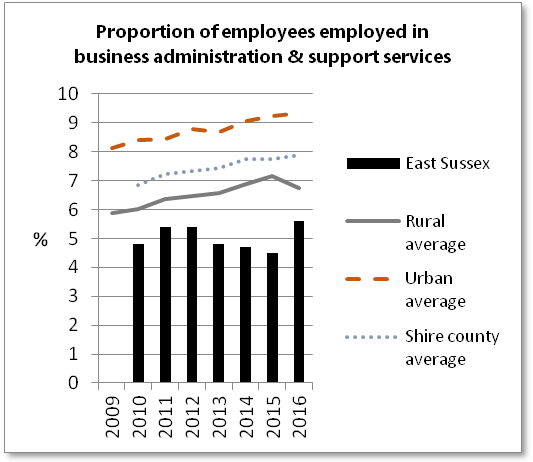 Proportion of employees employed in
business administration & support services
10
9
8
7
6
5
4
3
2
1
0
%
2009
2010
2011
2012
2013
2014
2015
2016
East Sussex
Rural
average
Urban
average
Shire county
average